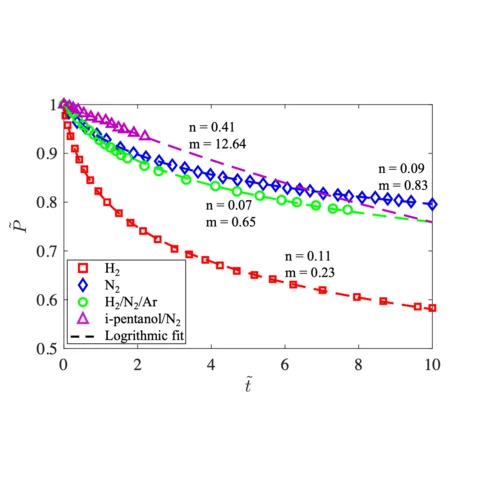 1
0.9
0.8
0.7
0.6
0.5
P̃
n = 0.41
m = 12.64
n = 0.09
m = 0.83
n = 0.07
m = 0.65
n = 0.11
m = 0.23
H₂
N₂
H₂/N₂/Ar
i-pentanol/N₂
Logrithmic fit
0 2 4 6 8 10
t̃